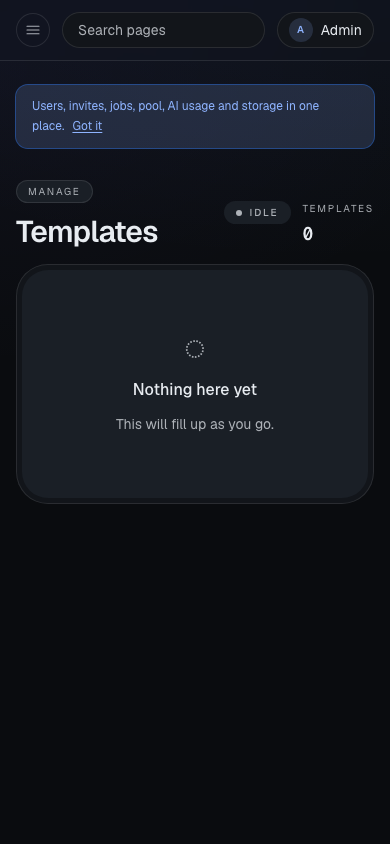 Search pages
A
Admin
Users, invites, jobs, pool, AI usage and storage in one
place. Got it
MANAGE
Templates
IDLE
TEMPLATES
0
Nothing here yet
This will fill up as you go.